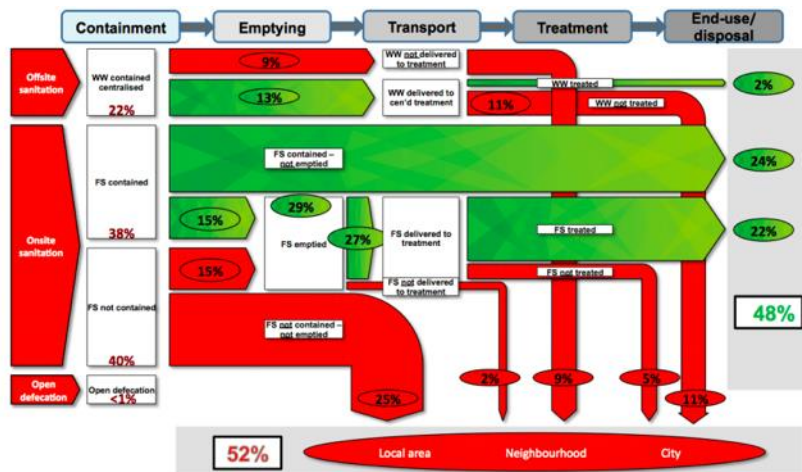 Containment
Emptying
Transport
Treatment
End-use/
disposal
Offsite
sanitation
WW contained
centralised
22%
9%
WW not delivered
to treatment
13%
WW delivered to
cen'd treatment
11%
WW treated
WW not treated
2%
Onsite
sanitation
FS contained
38%
FS contained –
not emptied
24%
15%
29%
FS emptied
27%
FS delivered to
treatment
FS treated
22%
FS not contained
40%
15%
FS not delivered
to treatment
FS not treated
FS not contained –
not emptied
48%
Open
defecation
Open defecation
<1%
25%
2%
9%
5%
11%
52%
Local area
Neighbourhood
City